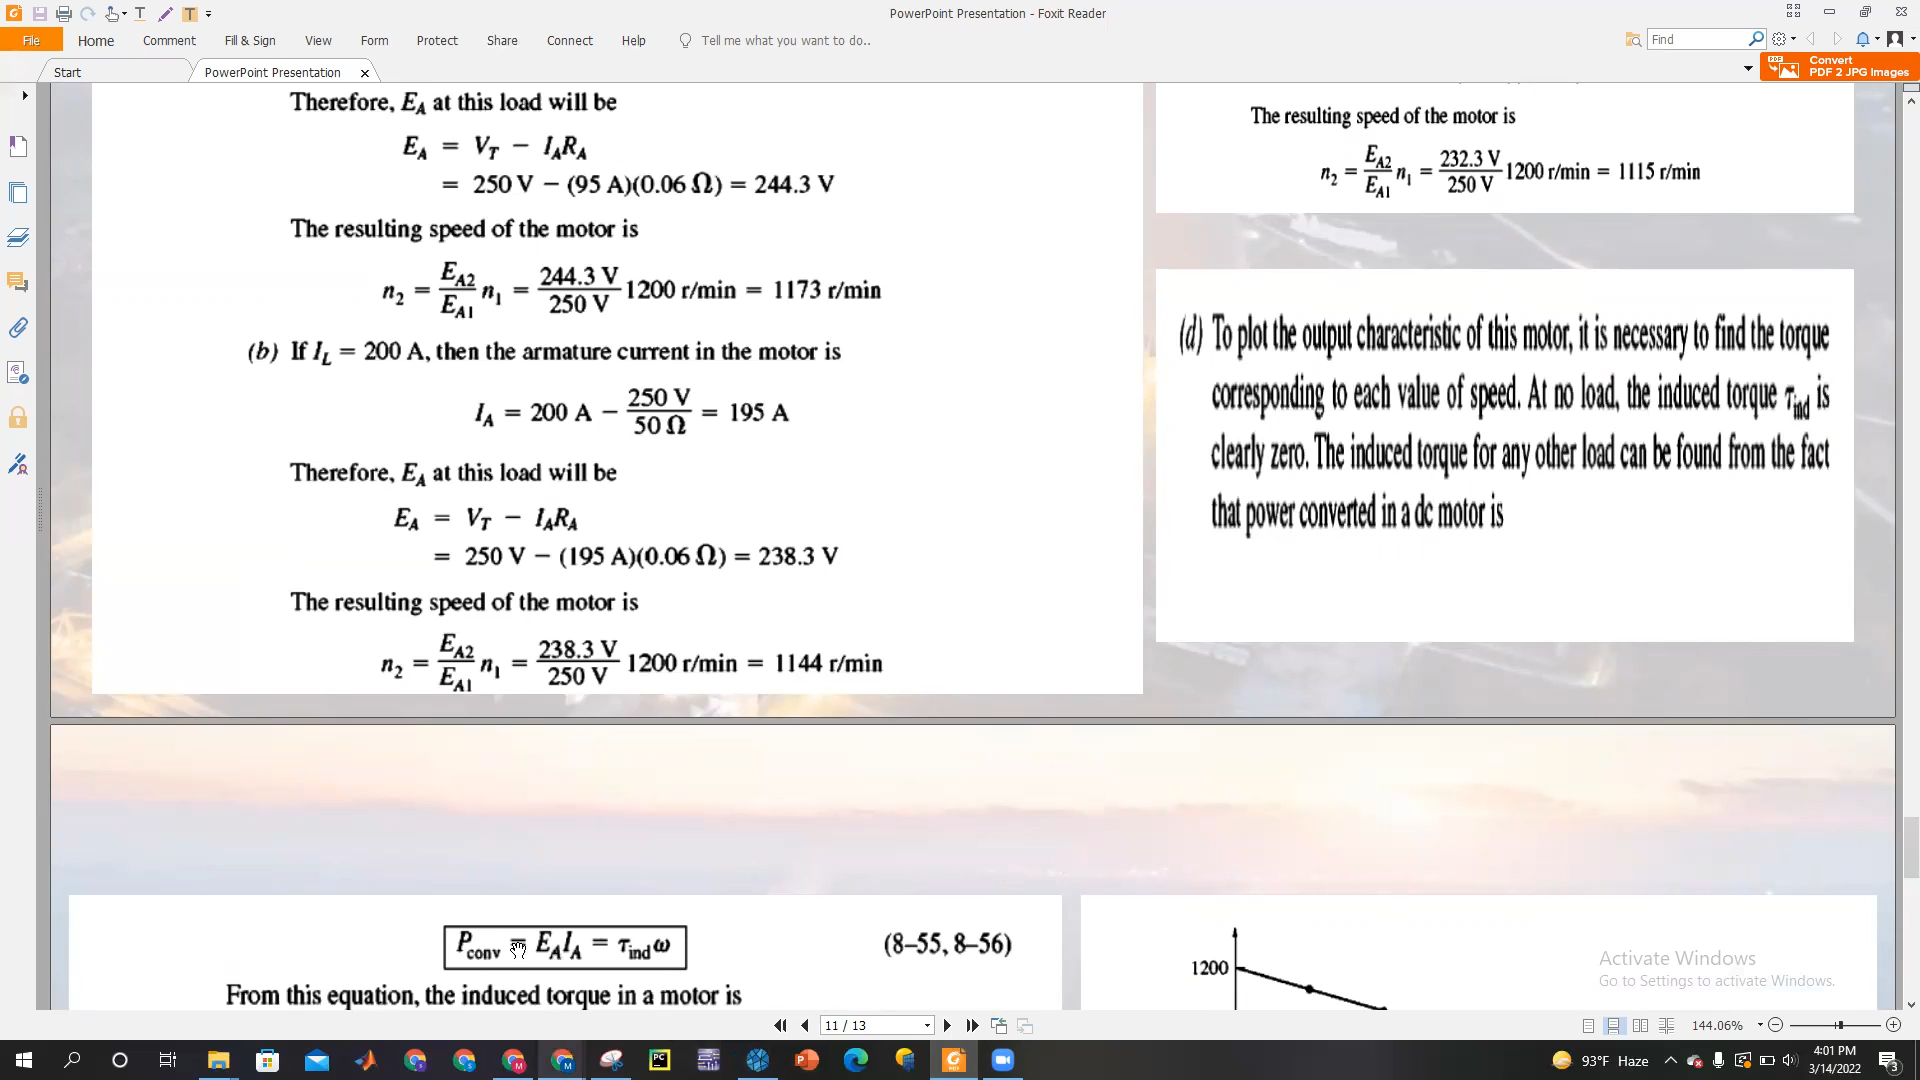 PowerPoint Presentation - Foxit Reader
File Home Comment Fill & Sign View Form Protect Share Connect Help Tell me what you want to do.. Find
Start PowerPoint Presentation
Convert
PDF 2 JPG Images
Therefore, E_A at this load will be
E_A = V_T − I_A R_A
= 250 V − (95 A)(0.06 Ω) = 244.3 V
The resulting speed of the motor is
n_2 = E_A2/E_A1 n_1 = 244.3 V/250 V 1200 r/min = 1173 r/min
(b) If I_L = 200 A, then the armature current in the motor is
I_A = 200 A − 250 V/50 Ω = 195 A
Therefore, E_A at this load will be
E_A = V_T − I_A R_A
= 250 V − (195 A)(0.06 Ω) = 238.3 V
The resulting speed of the motor is
n_2 = E_A2/E_A1 n_1 = 238.3 V/250 V 1200 r/min = 1144 r/min
The resulting speed of the motor is
n_2 = E_A2/E_A1 n_1 = 232.3 V/250 V 1200 r/min = 1115 r/min
(d) To plot the output characteristic of this motor, it is necessary to find the torque
corresponding to each value of speed. At no load, the induced torque τ_ind is
clearly zero. The induced torque for any other load can be found from the fact
that power converted in a dc motor is
P_conv = E_A I_A = τ_ind ω (8–55, 8–56)
From this equation, the induced torque in a motor is
1200
Activate Windows
Go to Settings to activate Windows.
11 / 13
144.06%
93°F Haze
4:01 PM
3/14/2022
3